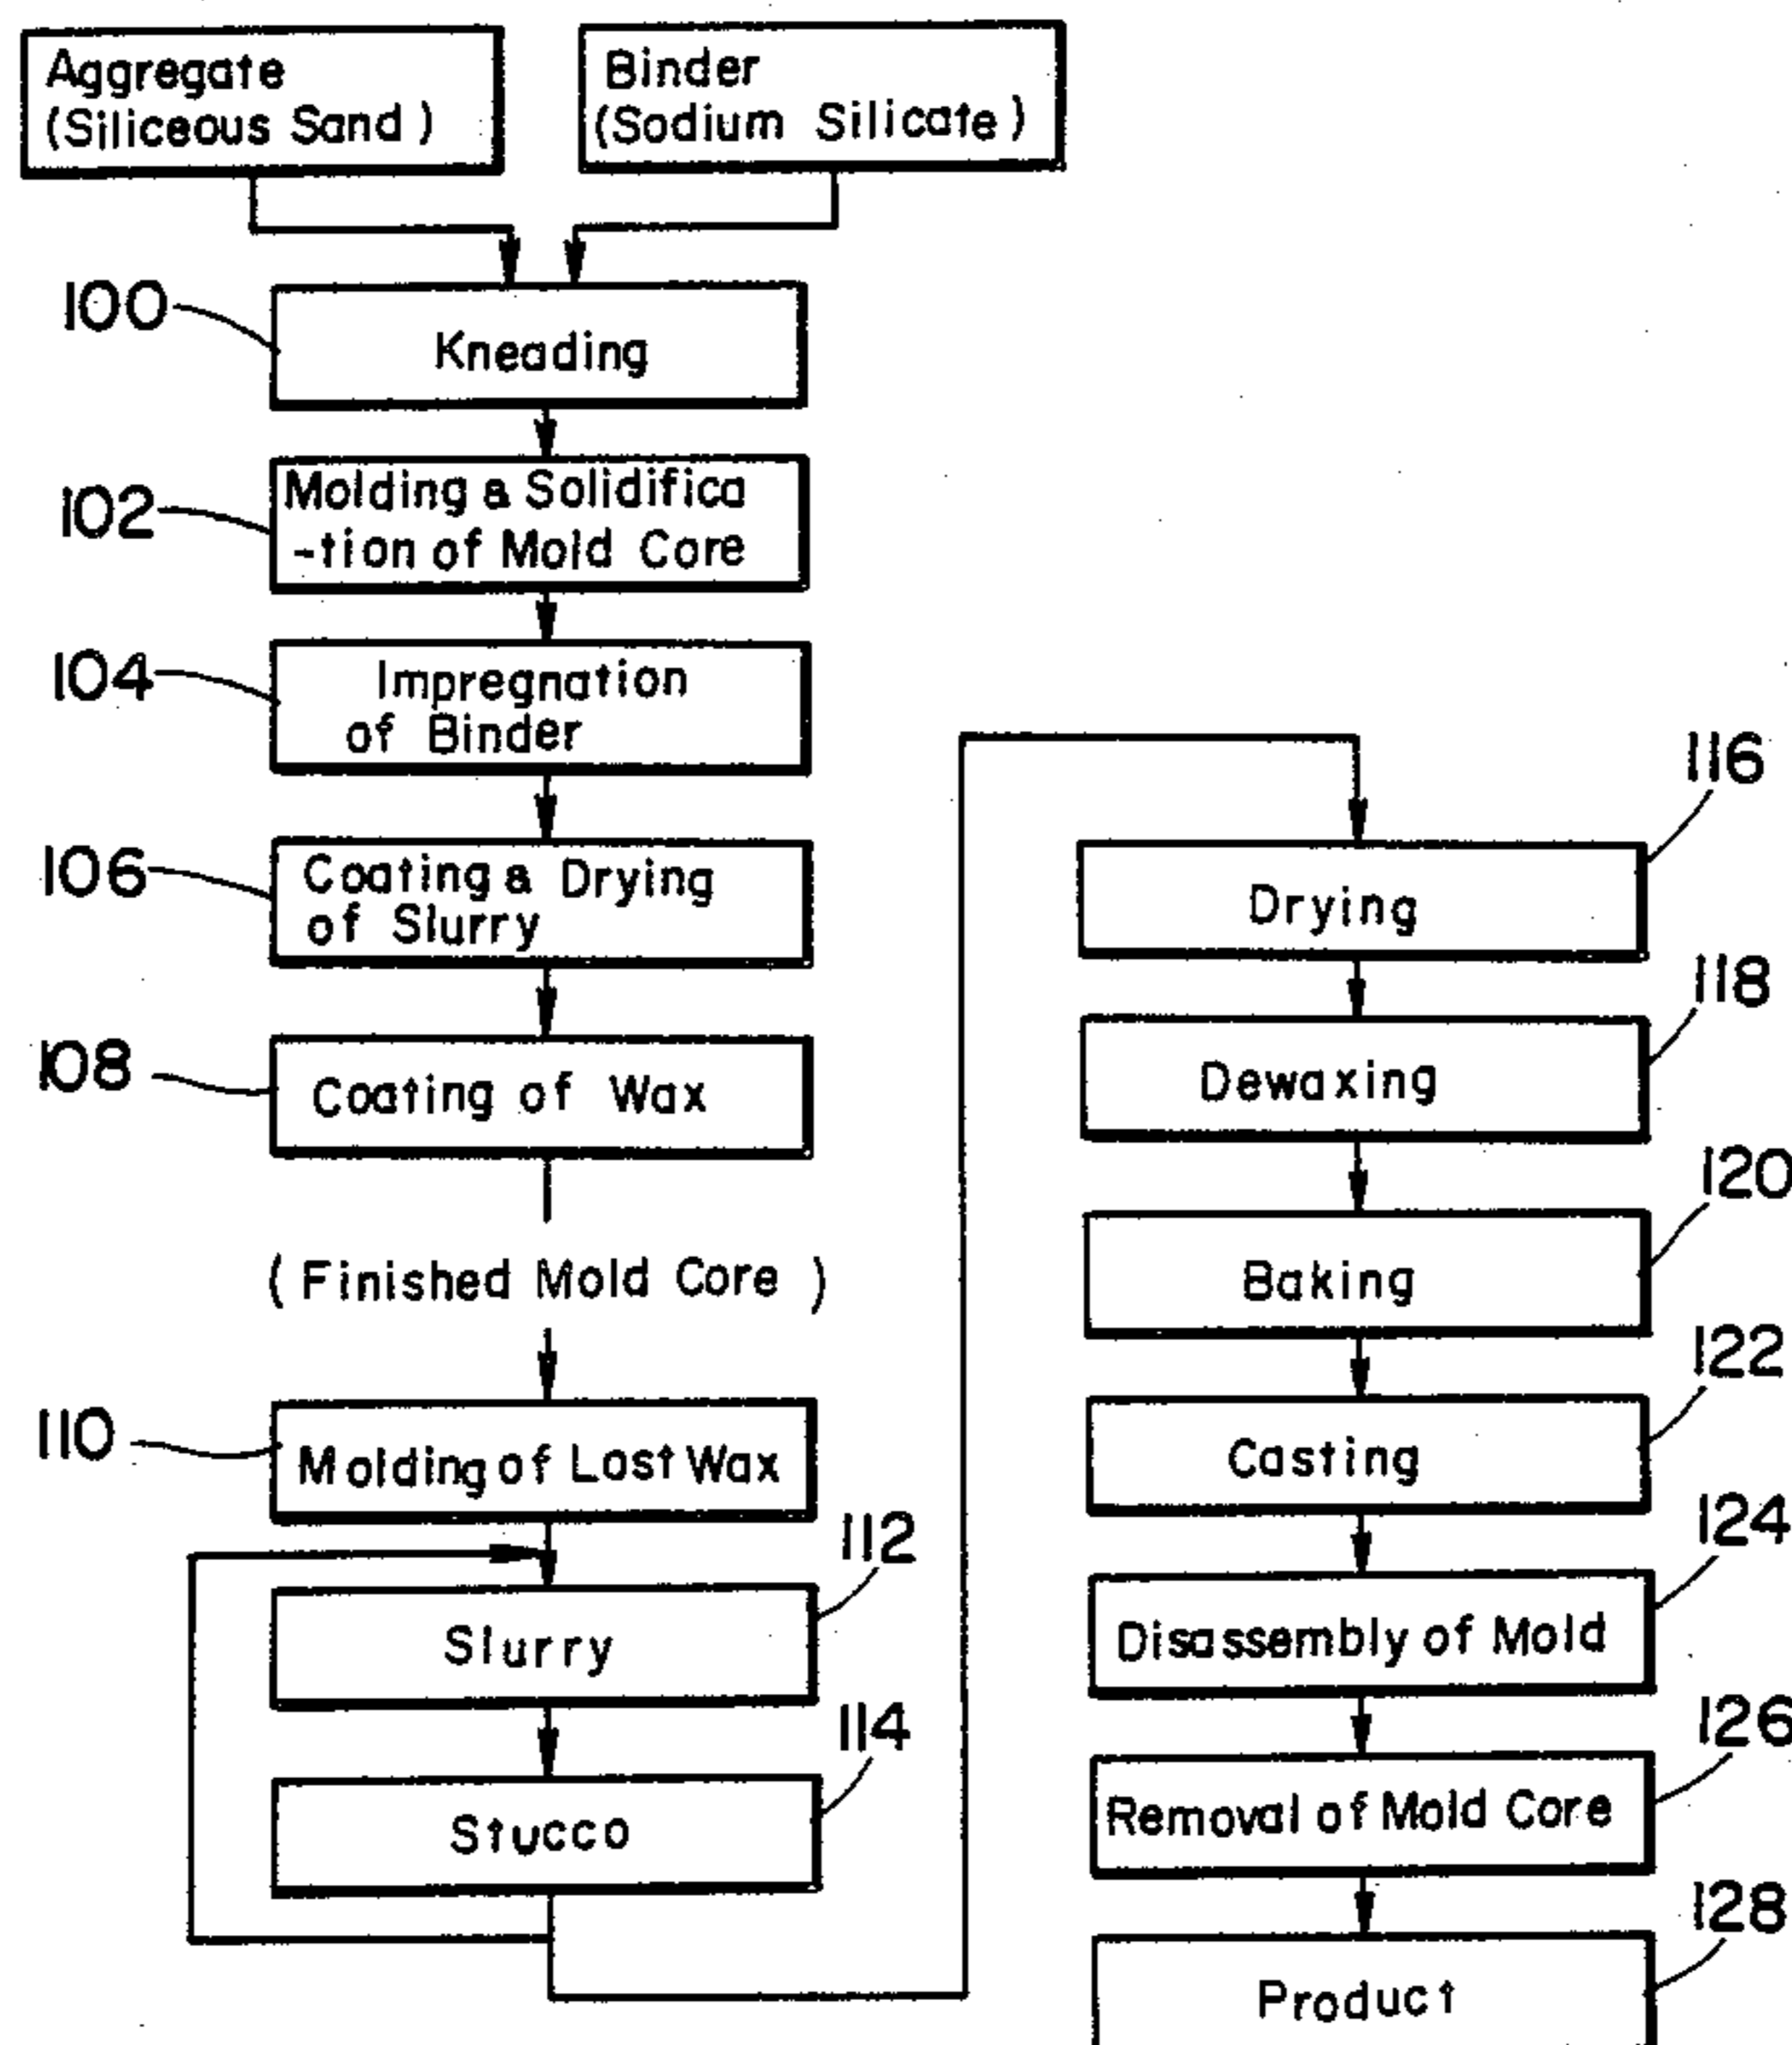 Aggregate
(Siliceous Sand)
Binder
(Sodium Silicate)
100
Kneading
102
Molding & Solidifica
-tion of Mold Core
104
Impregnation
of Binder
106
Coating & Drying
of Slurry
108
Coating of Wax
(Finished Mold Core)
110
Molding of Lost Wax
112
Slurry
114
Stucco
116
Drying
118
Dewaxing
120
Baking
122
Casting
124
Disassembly of Mold
126
Removal of Mold Core
128
Product